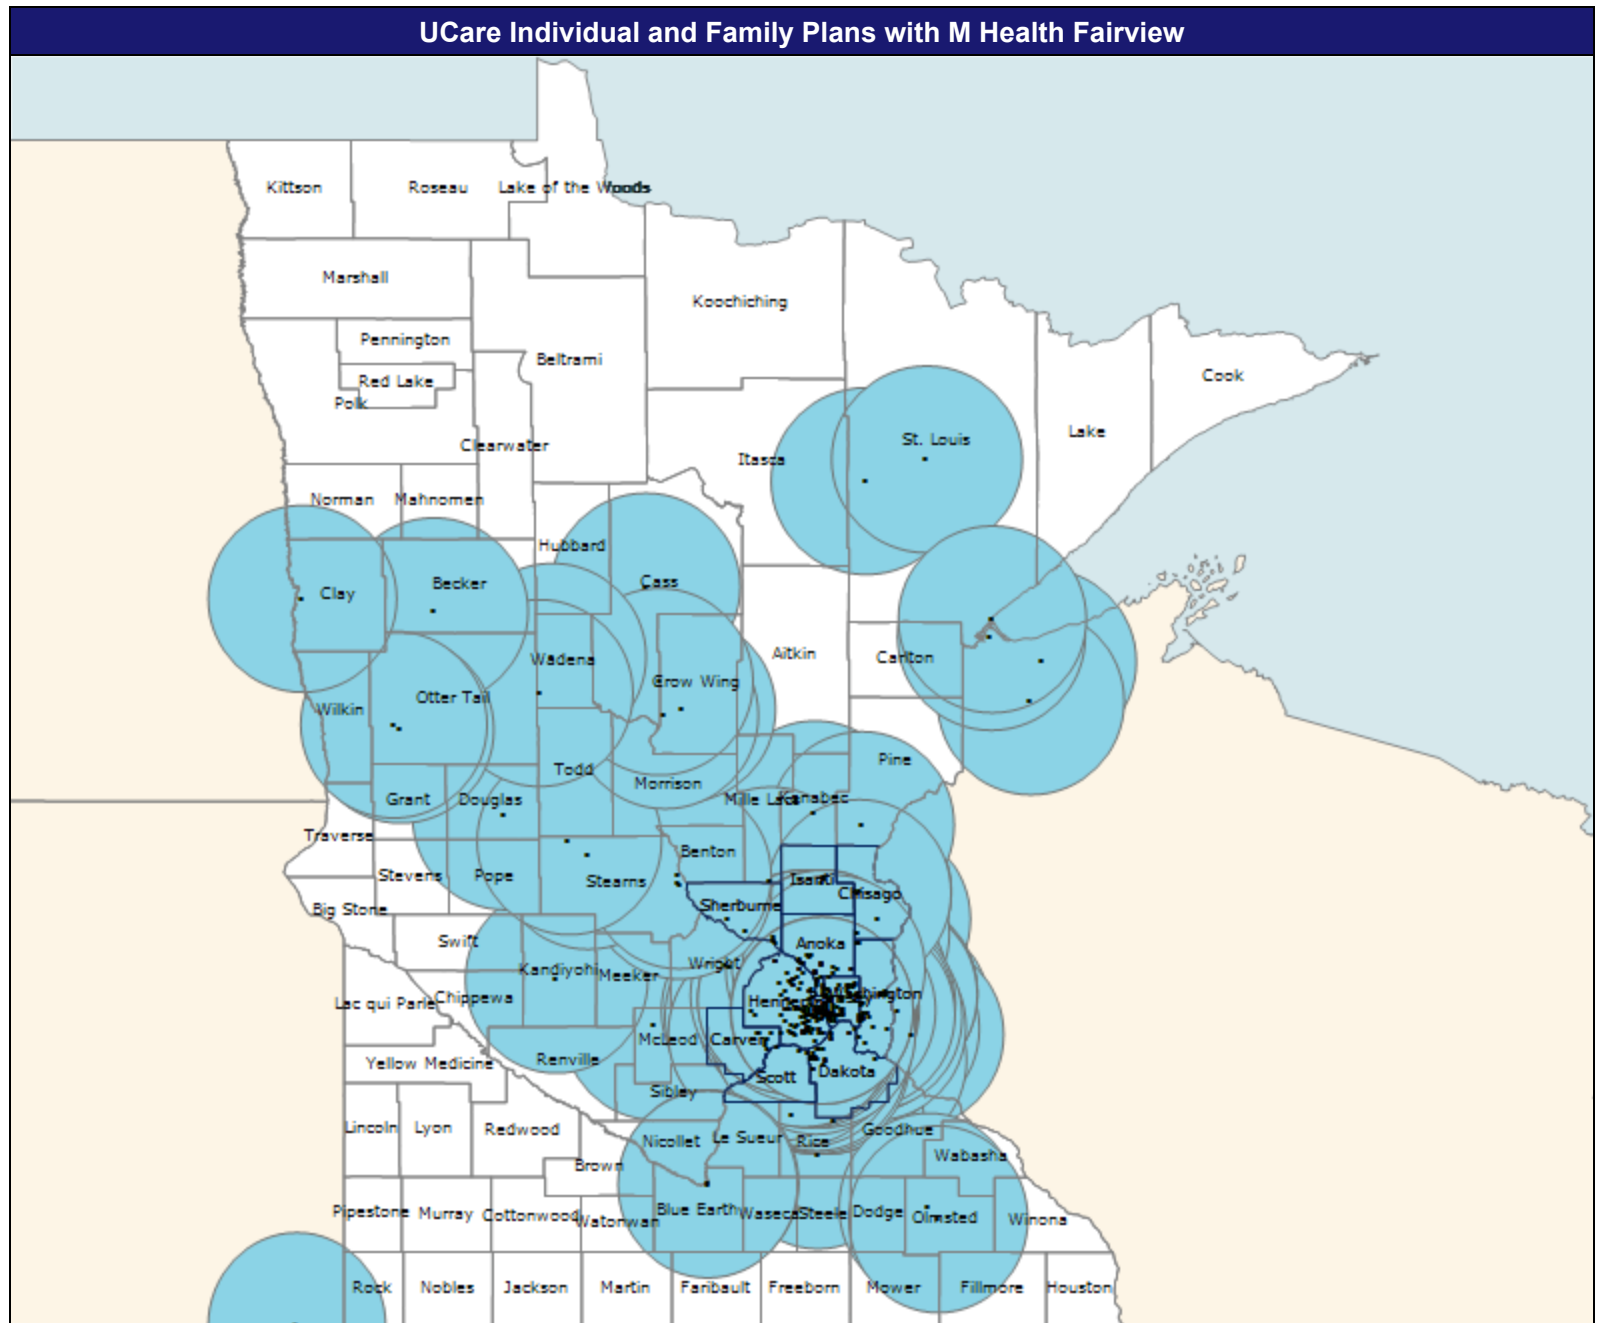 UCare Individual and Family Plans with M Health Fairview
Kittson
Roseau
Lake of the Woods
Marshall
Koochiching
Pennington
Beltrami
Red Lake
Polk
Cook
Clearwater
St. Louis
Lake
Itasca
Norman
Mahnomen
Hubbard
Clay
Becker
Cass
Wadena
Aitkin
Carlton
Crow Wing
Otter Tail
Wilkin
Pine
Todd
Morrison
Grant
Douglas
Mille Lacs
Kanabec
Traverse
Benton
Stevens
Pope
Stearns
Isanti
Chisago
Big Stone
Sherburne
Swift
Anoka
Kandiyohi
Meeker
Wright
Lac qui Parle
Chippewa
Hennepin
Washington
McLeod
Carver
Yellow Medicine
Renville
Scott
Dakota
Sibley
Lincoln
Lyon
Redwood
Nicollet
Le Sueur
Rice
Goodhue
Wabasha
Brown
Pipestone
Murray
Cottonwood
Watonwan
Blue Earth
Waseca
Steele
Dodge
Olmsted
Winona
Rock
Nobles
Jackson
Martin
Faribault
Freeborn
Mower
Fillmore
Houston